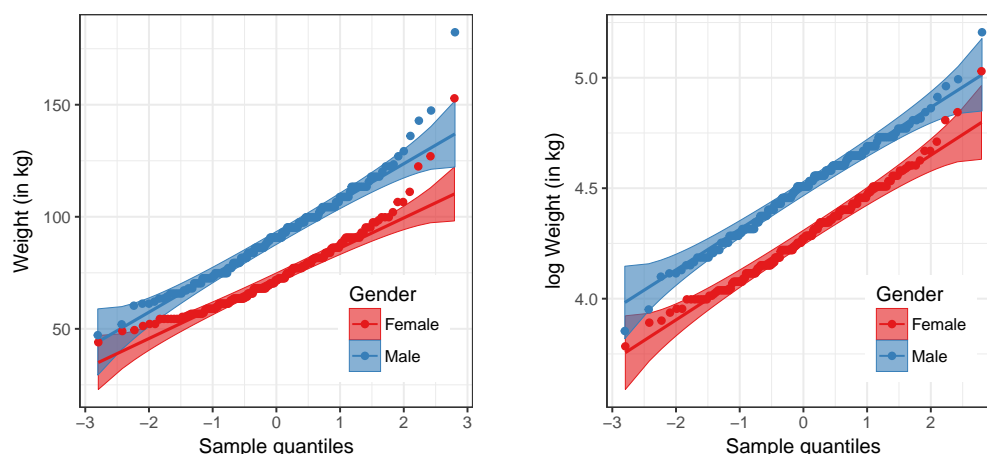 150
100
50
Weight (in kg)
Gender
Female
Male
−3 −2 −1 0 1 2 3
Sample quantiles
5.0
4.5
4.0
log Weight (in kg)
Gender
Female
Male
−3 −2 −1 0 1 2 3
Sample quantiles